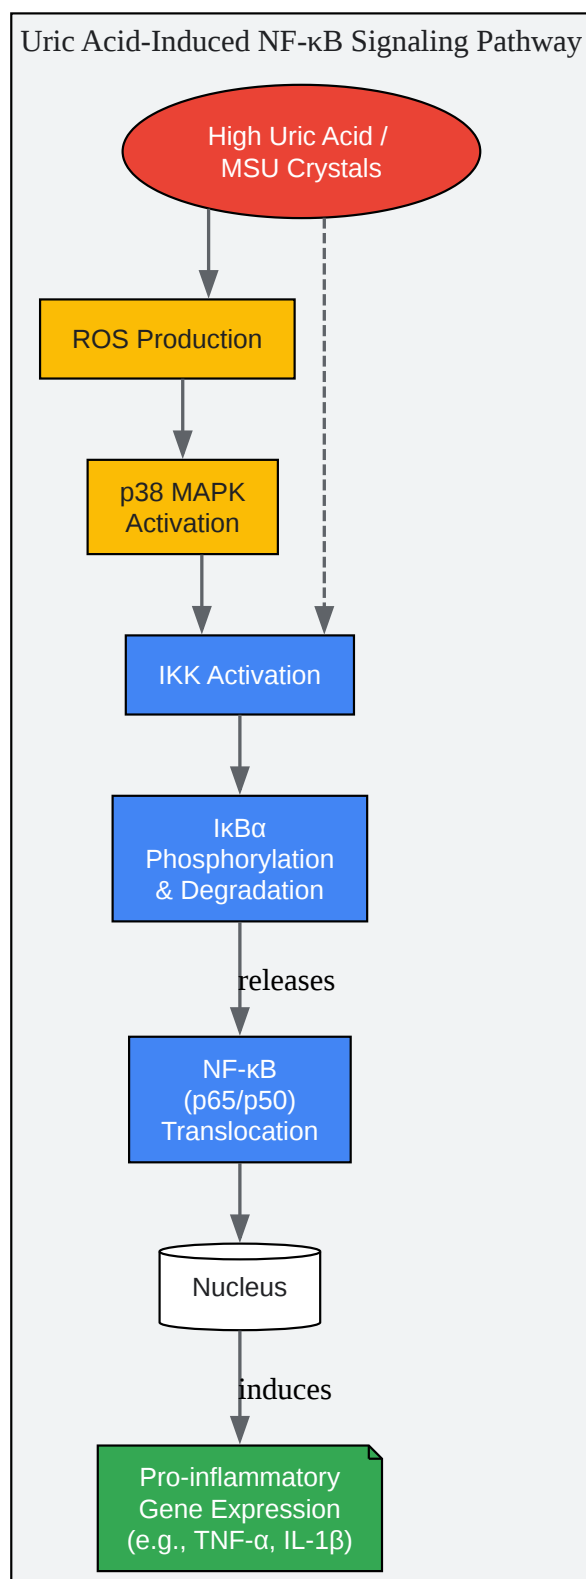 Uric Acid-Induced NF-κB Signaling Pathway
High Uric Acid /
MSU Crystals
ROS Production
p38 MAPK
Activation
IKK Activation
IκBα
Phosphorylation
& Degradation
releases
NF-κB
(p65/p50)
Translocation
Nucleus
induces
Pro-inflammatory
Gene Expression
(e.g., TNF-α, IL-1β)